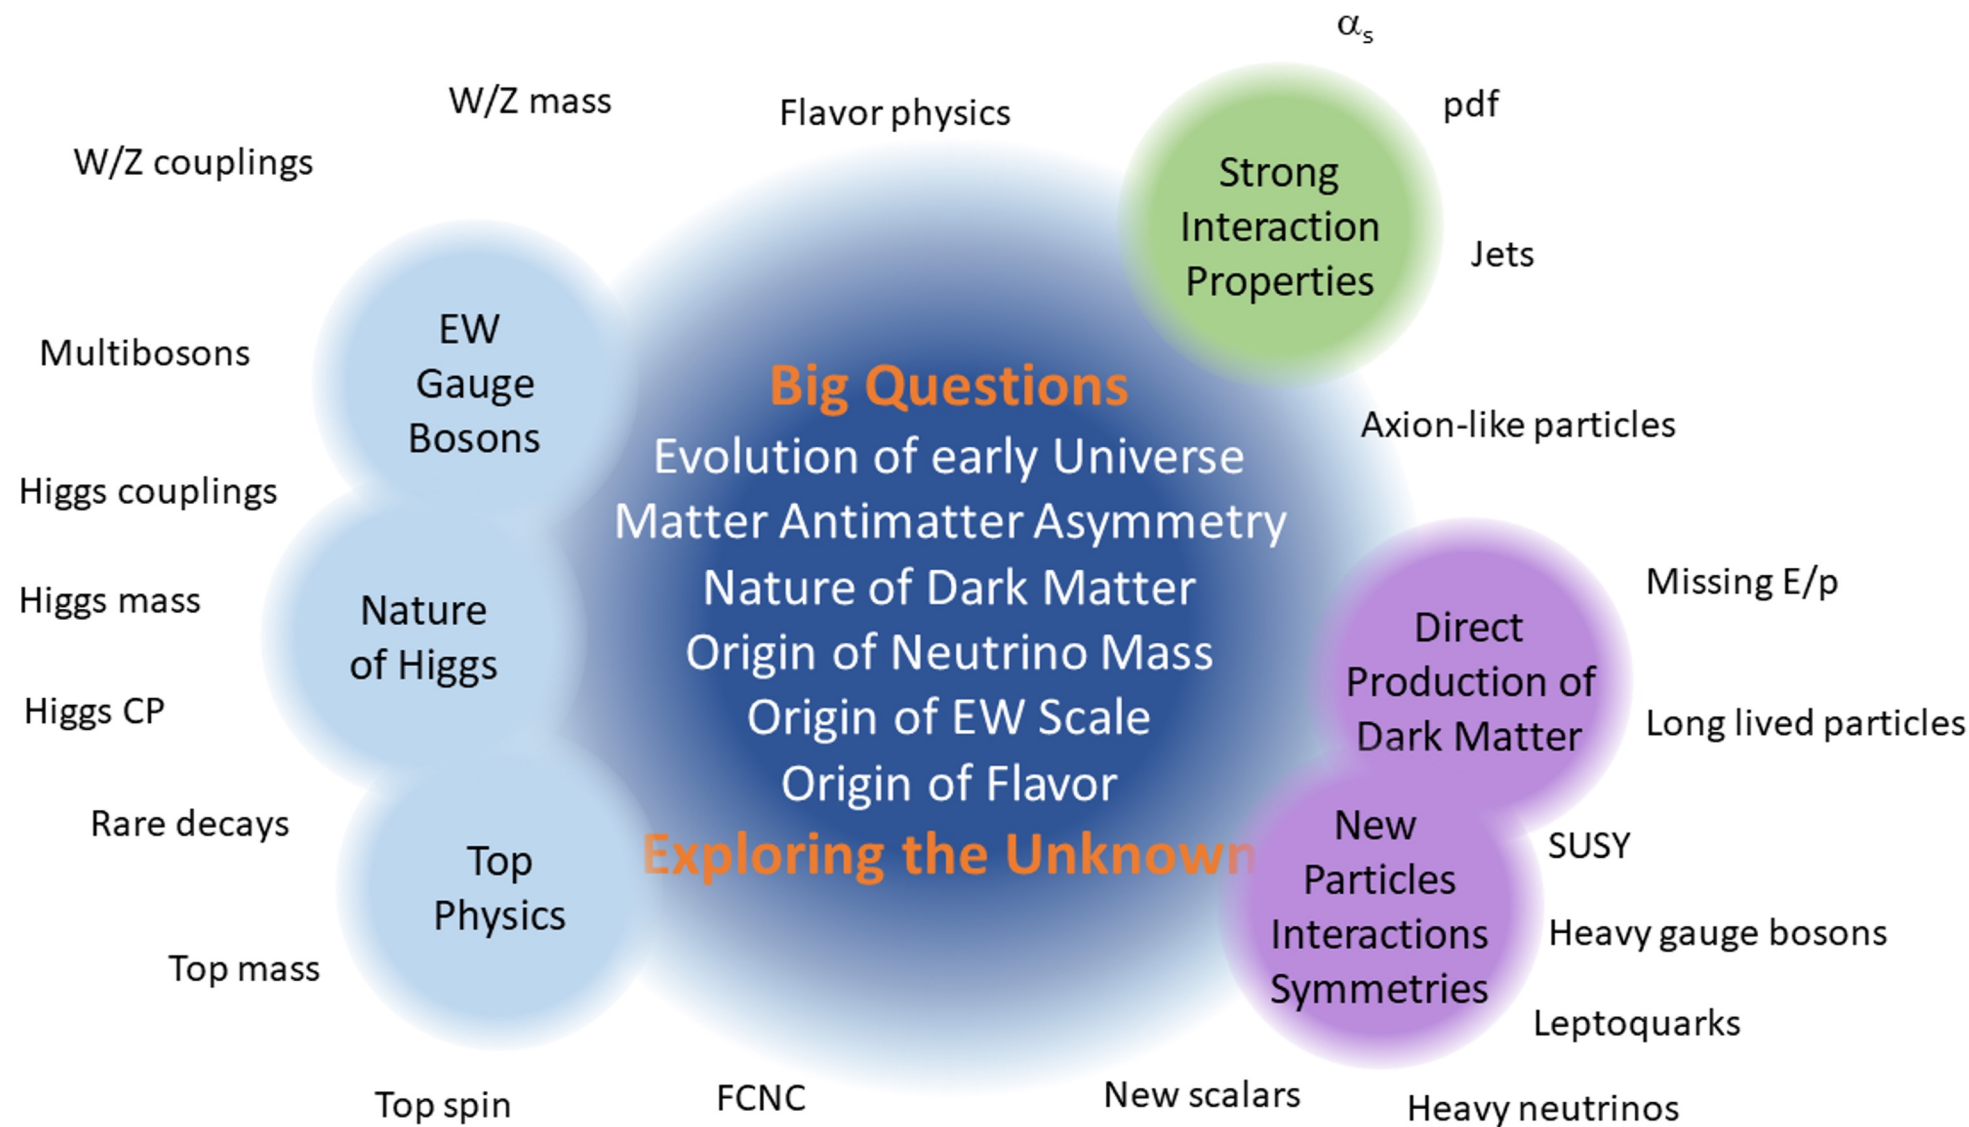 α_s
W/Z mass
Flavor physics
pdf
W/Z couplings
Strong
Interaction
Properties
Jets
EW
Gauge
Bosons
Multibosons
Big Questions
Evolution of early Universe
Matter Antimatter Asymmetry
Nature of Dark Matter
Origin of Neutrino Mass
Origin of EW Scale
Origin of Flavor
Exploring the Unknown
Axion-like particles
Higgs couplings
Higgs mass
Higgs CP
Nature
of Higgs
Direct
Production of
Dark Matter
Missing E/p
Long lived particles
Rare decays
Top
Physics
New
Particles
Interactions
Symmetries
SUSY
Heavy gauge bosons
Leptoquarks
Top mass
Top spin
FCNC
New scalars
Heavy neutrinos